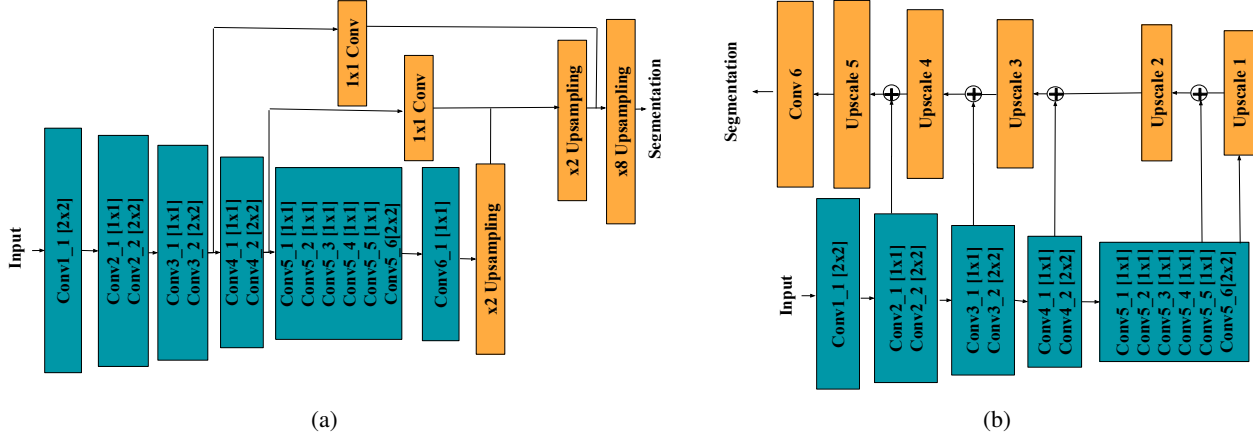 Input
Conv1_1 [2x2]
Conv2_1 [1x1]
Conv2_2 [2x2]
Conv3_1 [1x1]
Conv3_2 [2x2]
Conv4_1 [1x1]
Conv4_2 [2x2]
Conv5_1 [1x1]
Conv5_2 [1x1]
Conv5_3 [1x1]
Conv5_4 [1x1]
Conv5_5 [1x1]
Conv5_6[2x2]
Conv6_1 [1x1]
x2 Upsampling
1x1 Conv
1x1 Conv
x2 Upsampling
x8 Upsampling
Segmentation
(a)
Segmentation
Conv 6
Upscale 5
Upscale 4
Upscale 3
Upscale 2
Upscale 1
Input
Conv1_1 [2x2]
Conv2_1 [1x1]
Conv2_2 [2x2]
Conv3_1 [1x1]
Conv3_2 [2x2]
Conv4_1 [1x1]
Conv4_2 [2x2]
Conv5_1 [1x1]
Conv5_2 [1x1]
Conv5_3 [1x1]
Conv5_4 [1x1]
Conv5_5 [1x1]
Conv5_6[2x2]
(b)